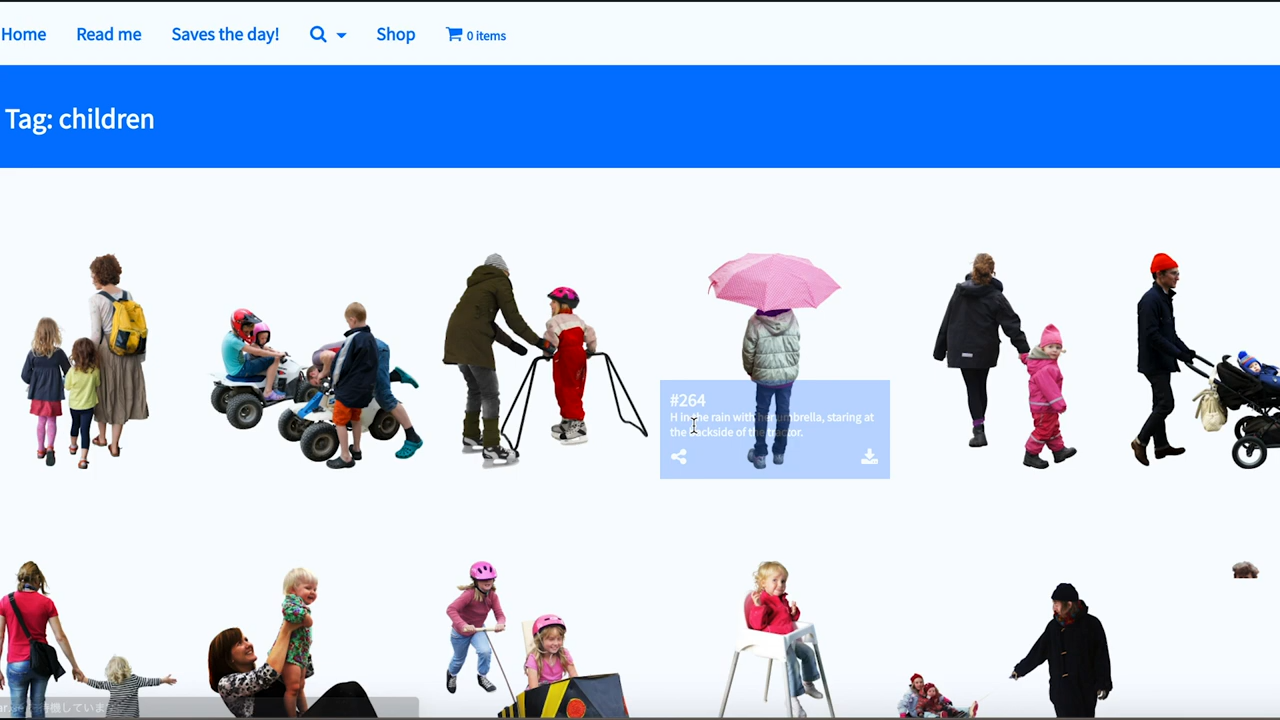 Home Read me Saves the day! Shop 0 items
Tag: children
#264
H in the rain with her umbrella, staring at
the backside of the tractor.